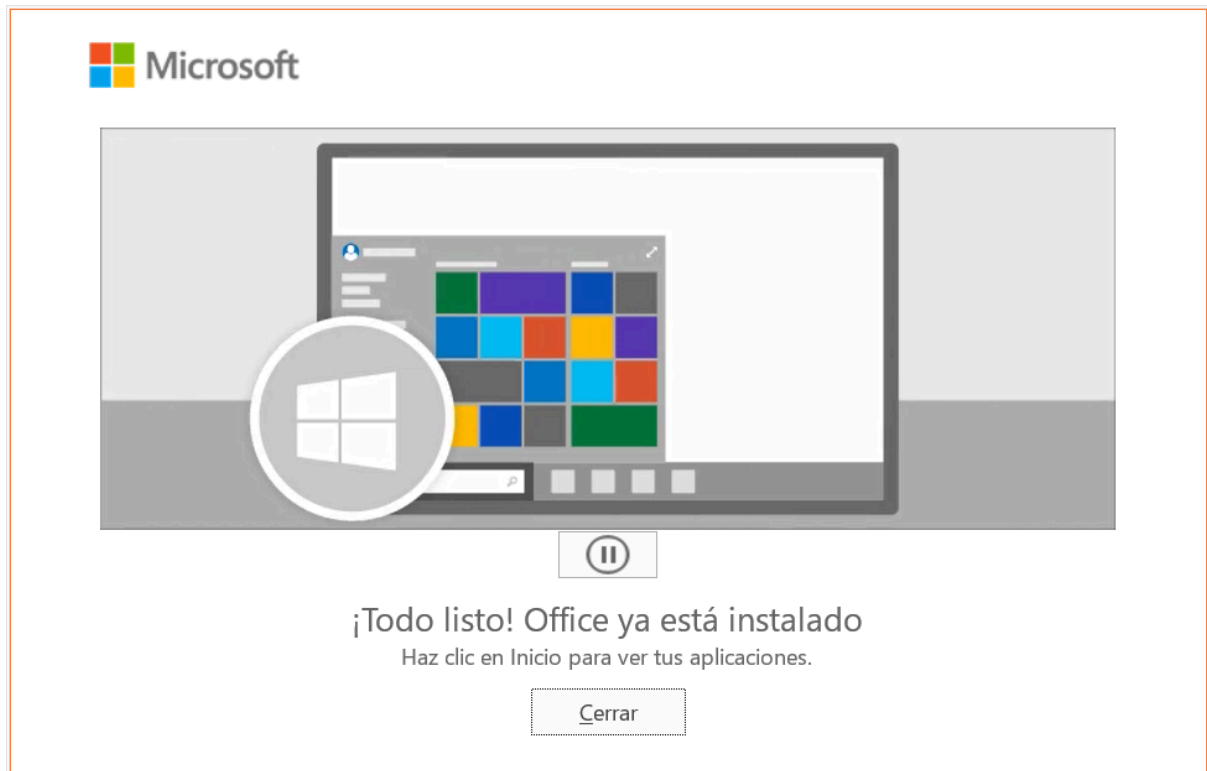 Microsoft
¡Todo listo! Office ya está instalado
Haz clic en Inicio para ver tus aplicaciones.
Cerrar